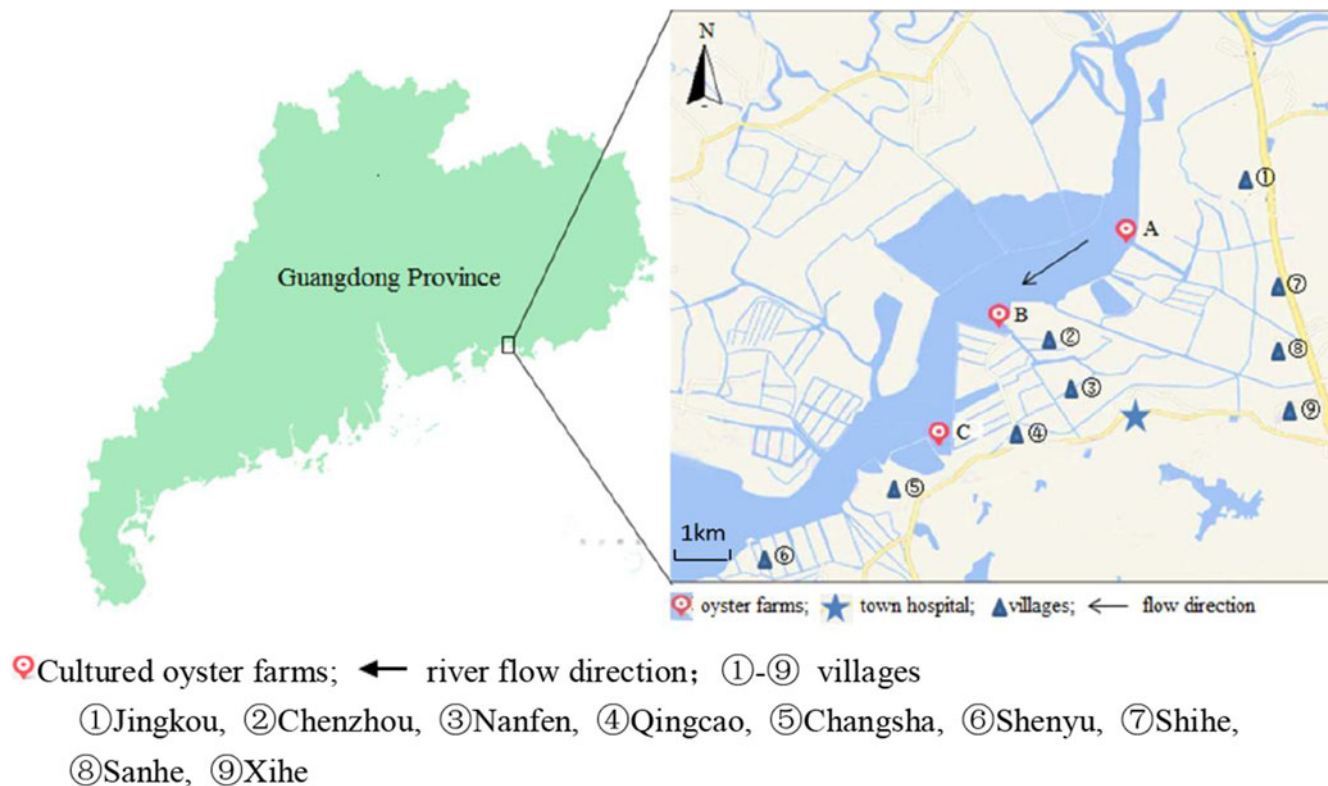 N
①
A
⑦
B
②
⑧
③
⑨
C
④
⑤
1km
⑥
Guangdong Province
oyster farms; town hospital; villages; flow direction
Cultured oyster farms; river flow direction; ①-⑨ villages
①Jingkou, ②Chenzhou, ③Nanfen, ④Qingcao, ⑤Changsha, ⑥Shenyu, ⑦Shihe,
⑧Sanhe, ⑨Xihe